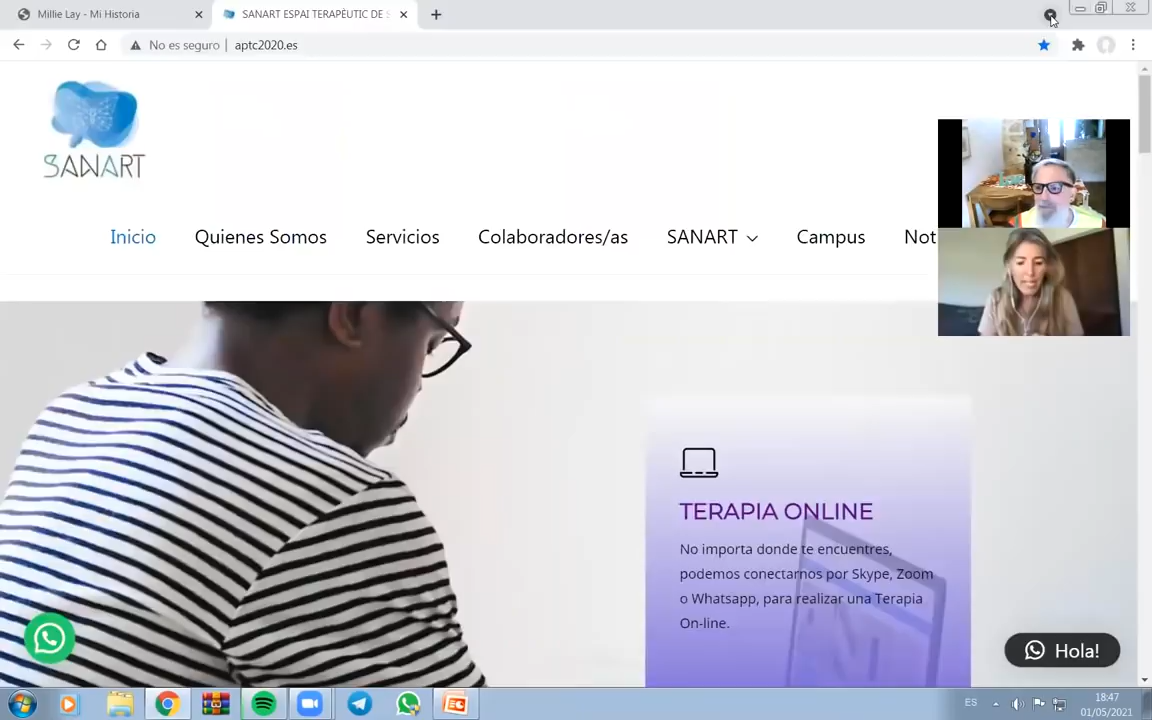 Millie Lay - Mi Historia
SANART ESPAI TERAPÈUTIC DE
No es seguro | aptc2020.es
SANART
Inicio Quienes Somos Servicios Colaboradores/as SANART Campus Not
TERAPIA ONLINE
No importa donde te encuentres,
podemos conectarnos por Skype, Zoom
o Whatsapp, para realizar una Terapia
On-line.
Hola!
ES
18:47
01/05/2021